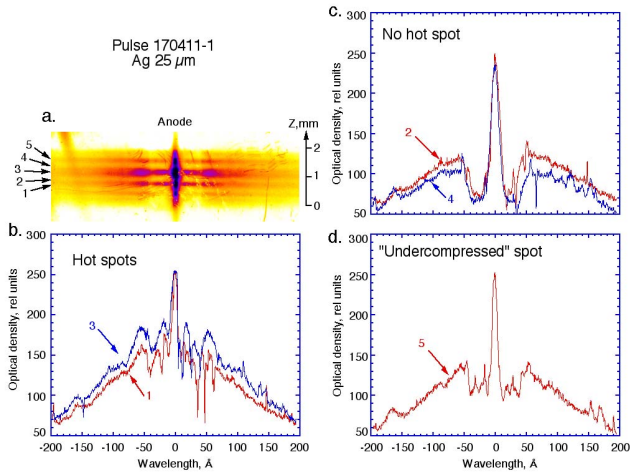 Pulse 170411-1
Ag 25 µm
a.
Anode
Z,mm
5
4
3
2
1
2
1
0
b.
Hot spots
Optical density, rel units
300
250
200
150
100
50
3
1
-200 -150 -100 -50 0 50 100 150 200
Wavelength, Å
c.
No hot spot
Optical density, rel units
300
250
200
150
100
50
2
4
d.
"Undercompressed" spot
Optical density, rel units
300
250
200
150
100
50
5
-200 -150 -100 -50 0 50 100 150 200
Wavelength, Å